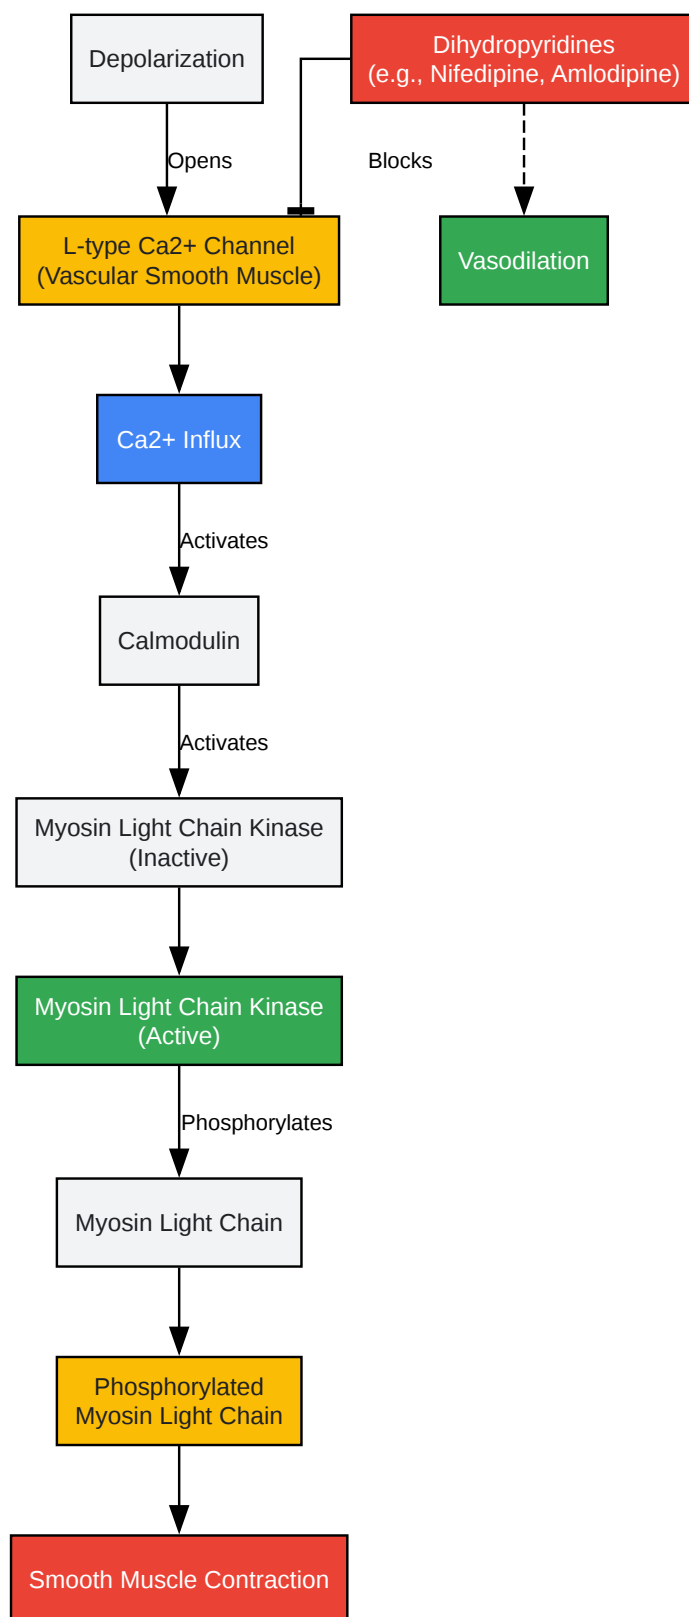 Depolarization
Dihydropyridines
(e.g., Nifedipine, Amlodipine)
Opens
Blocks
L-type Ca2+ Channel
(Vascular Smooth Muscle)
Vasodilation
Ca2+ Influx
Activates
Calmodulin
Activates
Myosin Light Chain Kinase
(Inactive)
Myosin Light Chain Kinase
(Active)
Phosphorylates
Myosin Light Chain
Phosphorylated
Myosin Light Chain
Smooth Muscle Contraction